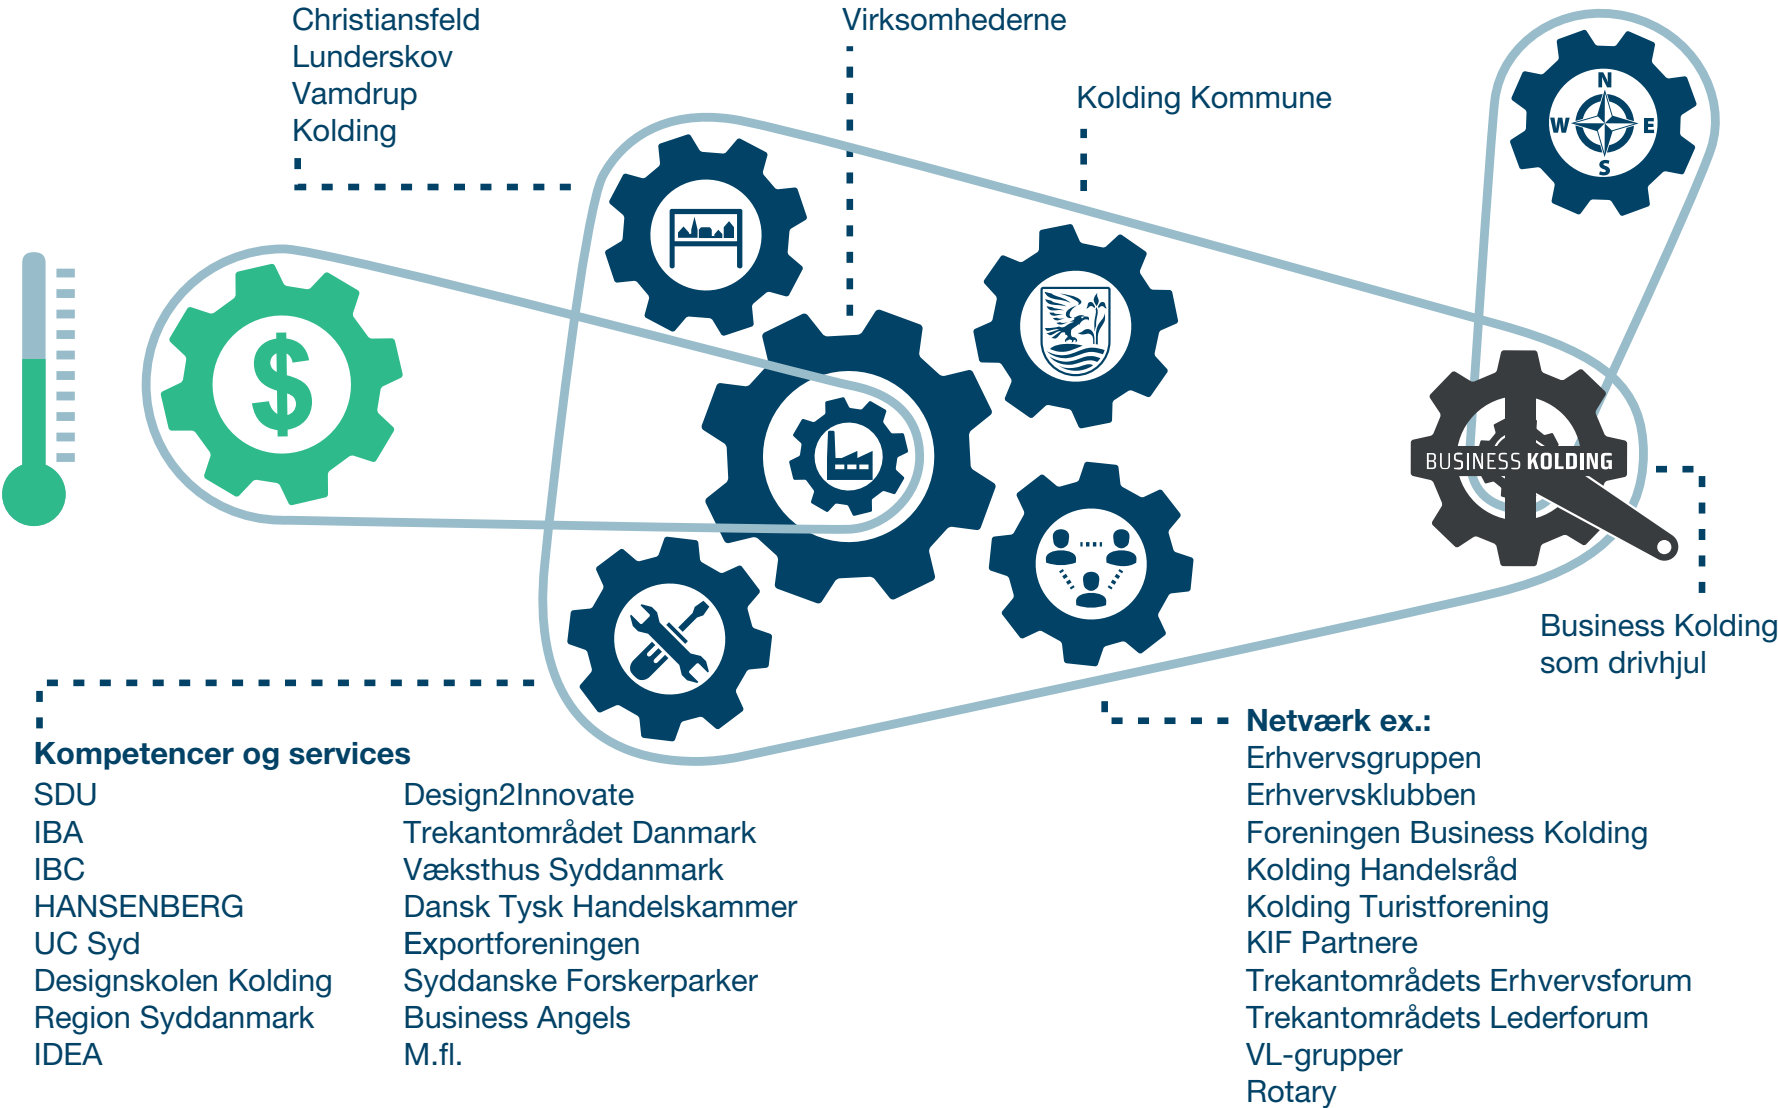 Christiansfeld
Lunderskov
Vamdrup
Kolding
Virksomhederne
Kolding Kommune
N
W E
S
$
BUSINESS KOLDING
Business Kolding
som drivhjul
Kompetencer og services
SDU
IBA
IBC
HANSENBERG
UC Syd
Designskolen Kolding
Region Syddanmark
IDEA
Design2Innovate
Trekantområdet Danmark
Væksthus Syddanmark
Dansk Tysk Handelskammer
Exportforeningen
Syddanske Forskerparker
Business Angels
M.fl.
Netværk ex.:
Erhvervsgruppen
Erhvervsklubben
Foreningen Business Kolding
Kolding Handelsråd
Kolding Turistforening
KIF Partnere
Trekantområdets Erhvervsforum
Trekantområdets Lederforum
VL-grupper
Rotary